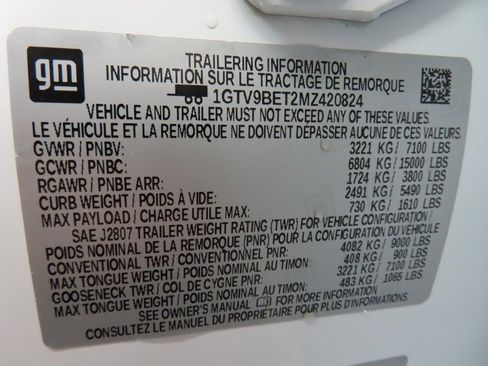 gm
TRAILERING INFORMATION
INFORMATION SUR LE TRACTAGE DE REMORQUE
1GTV9BET2MZ420824
VEHICLE AND TRAILER MUST NOT EXCEED ANY OF THESE VALUES.
LE VÉHICULE ET LA REMORQUE NE DOIVENT DÉPASSER AUCUNE DE CES VALEURS.
GVWR / PNBV: 3221 KG / 7100 LBS
GCWR / PNBC: 6804 KG / 15000 LBS
RGAWR / PNBE ARR: 1724 KG / 3800 LBS
CURB WEIGHT / POIDS À VIDE: 2491 KG / 5490 LBS
MAX PAYLOAD / CHARGE UTILE MAX: 730 KG / 1610 LBS
SAE J2807 TRAILER WEIGHT RATING (TWR) FOR VEHICLE CONFIGURATION /
POIDS NOMINAL DE LA REMORQUE (PNR) POUR LA CONFIGURATION DU VÉHICULE
CONVENTIONAL TWR / CONVENTIONNEL PNR: 4082 KG / 9000 LBS
MAX TONGUE WEIGHT / POIDS NOMINAL AU TIMON: 408 KG / 900 LBS
GOOSENECK TWR / COL DE CYGNE PNR: 3221 KG / 7100 LBS
MAX TONGUE WEIGHT / POIDS NOMINAL AU TIMON: 483 KG / 1065 LBS
SEE OWNER'S MANUAL FOR MORE INFORMATION /
CONSULTEZ LE MANUEL DU PROPRIÉTAIRE POUR PLUS D'INFORMATION